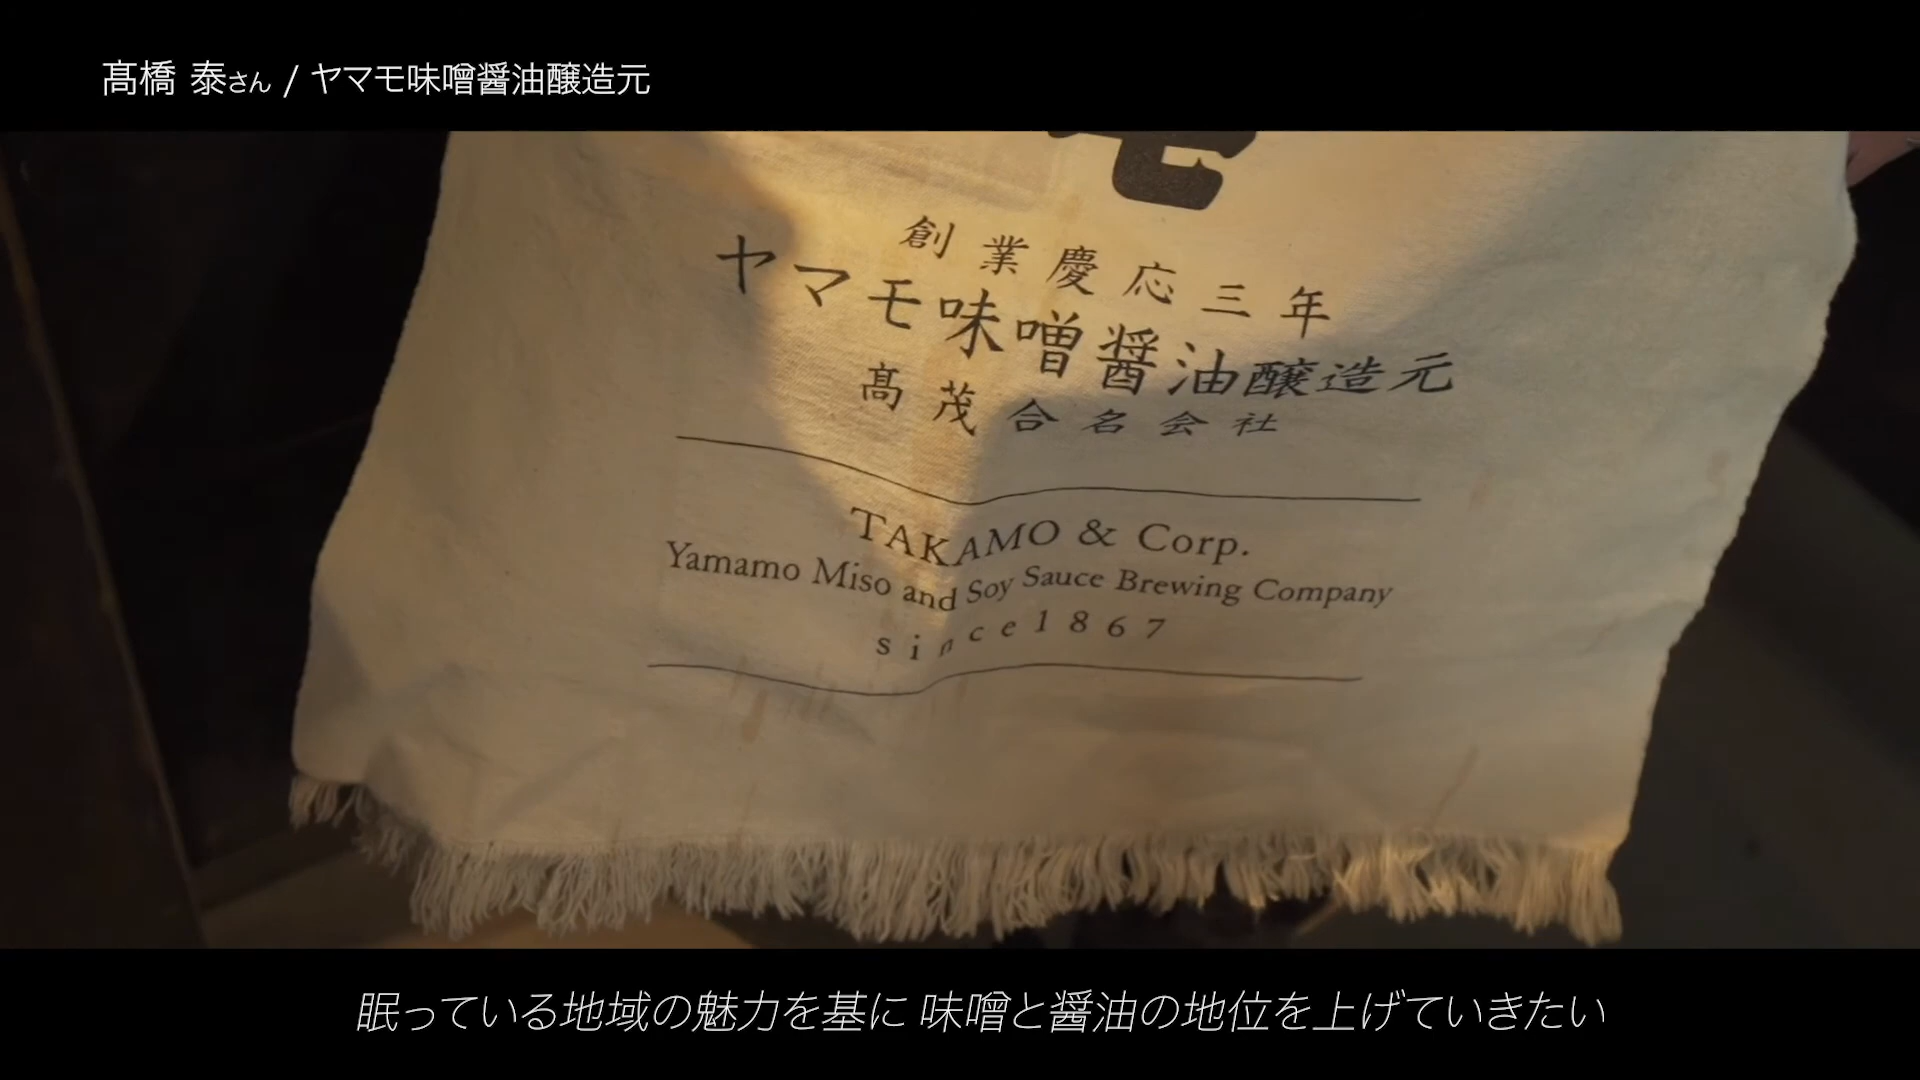 髙橋 泰さん / ヤマモ味噌醤油醸造元
モ
創業慶応三年
ヤマモ味噌醤油醸造元
髙茂合名会社
TAKAMO & Corp.
Yamamo Miso and Soy Sauce Brewing Company
since1867
眠っている地域の魅力を基に 味噌と醤油の地位を上げていきたい